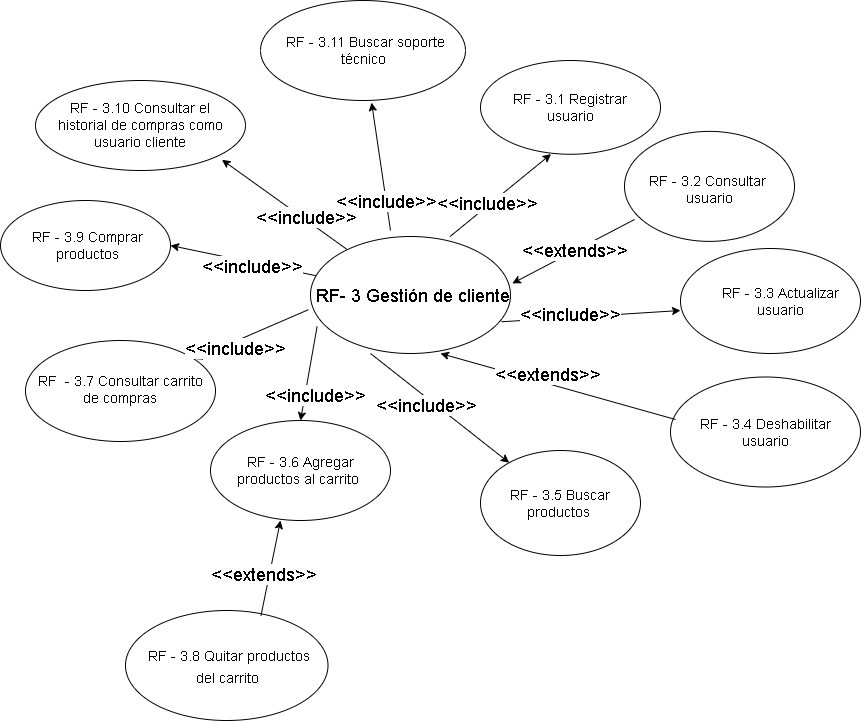 RF - 3.11 Buscar soporte
técnico
RF - 3.1 Registrar
usuario
RF - 3.10 Consultar el
historial de compras como
usuario cliente
RF - 3.2 Consultar
usuario
<<include>>
<<include>>
<<include>>
RF - 3.9 Comprar
productos
<<extends>>
<<include>>
RF- 3 Gestión de cliente
RF - 3.3 Actualizar
usuario
<<include>>
<<include>>
<<extends>>
RF - 3.7 Consultar carrito
de compras
<<include>>
<<include>>
RF - 3.4 Deshabilitar
usuario
RF - 3.6 Agregar
productos al carrito
RF - 3.5 Buscar
productos
<<extends>>
RF - 3.8 Quitar productos
del carrito